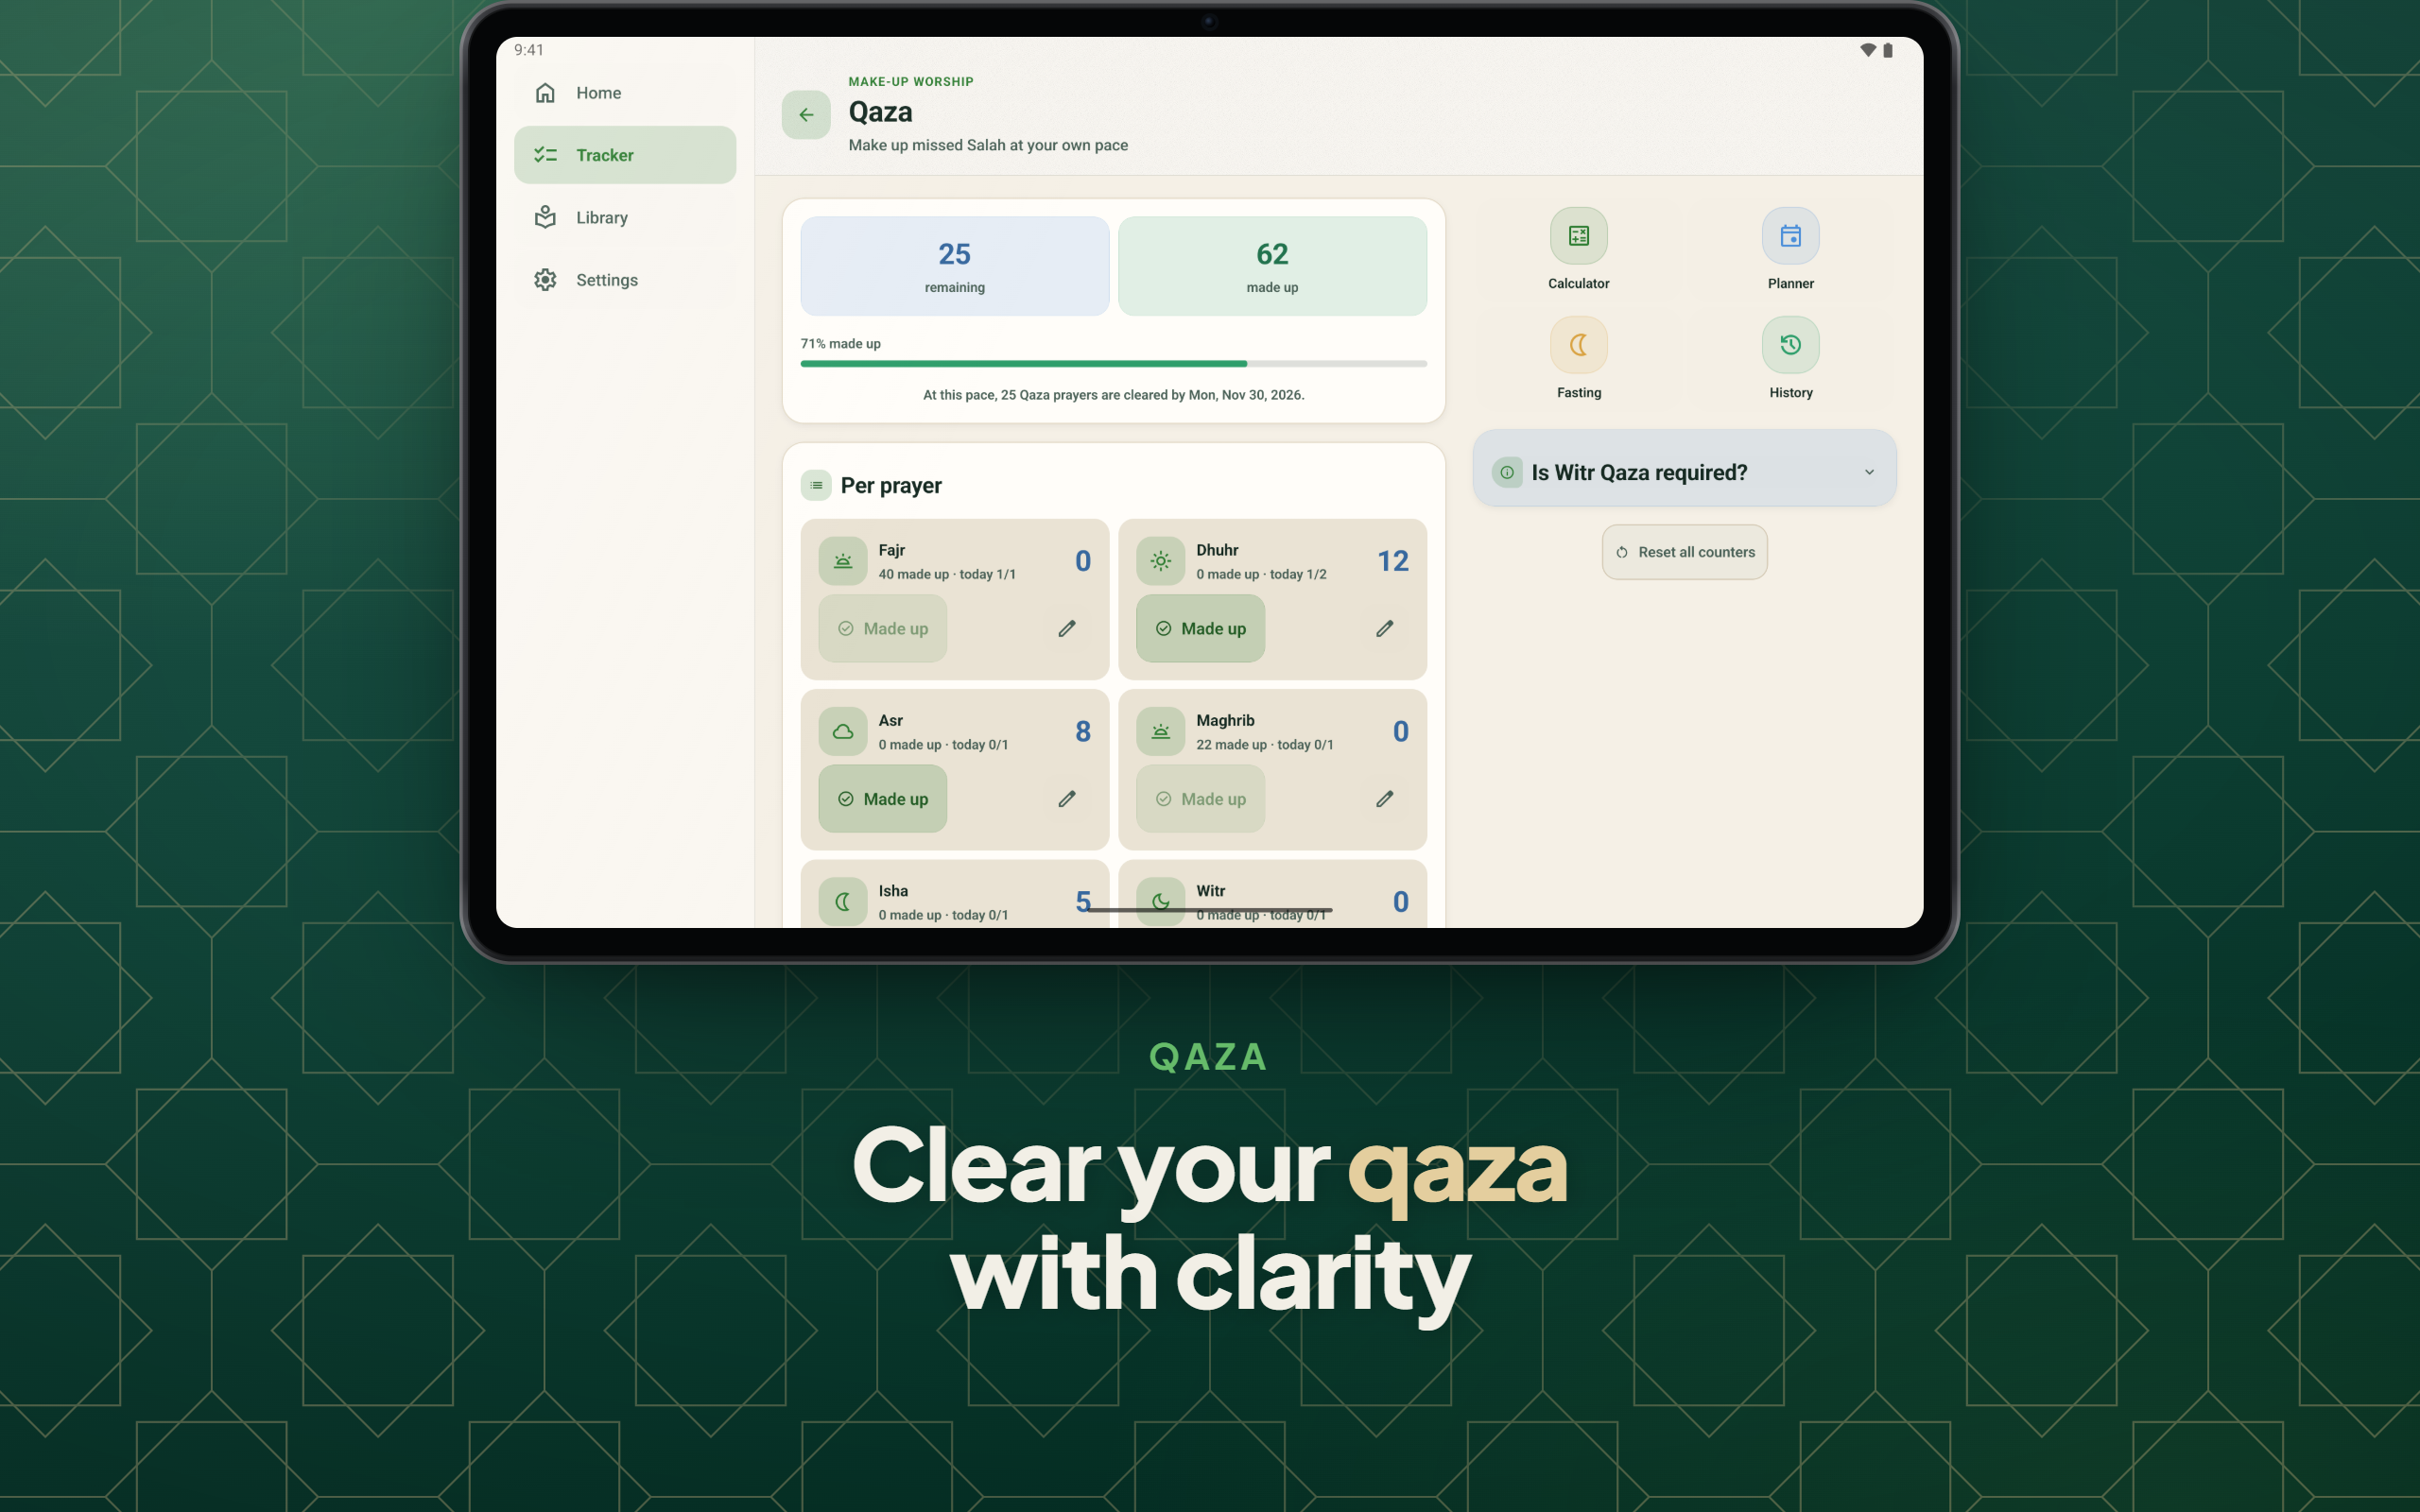 9:41
Home
Tracker
Library
Settings
MAKE-UP WORSHIP
Qaza
Make up missed Salah at your own pace
25
remaining
62
made up
71% made up
At this pace, 25 Qaza prayers are cleared by Mon, Nov 30, 2026.
Per prayer
Fajr
40 made up · today 1/1
0
Made up
Dhuhr
0 made up · today 1/2
12
Made up
Asr
0 made up · today 0/1
8
Made up
Maghrib
22 made up · today 0/1
0
Made up
Isha
0 made up · today 0/1
5
Witr
0 made up · today 0/1
0
Calculator
Planner
Fasting
History
Is Witr Qaza required?
Reset all counters
QAZA
Clear your qaza
with clarity